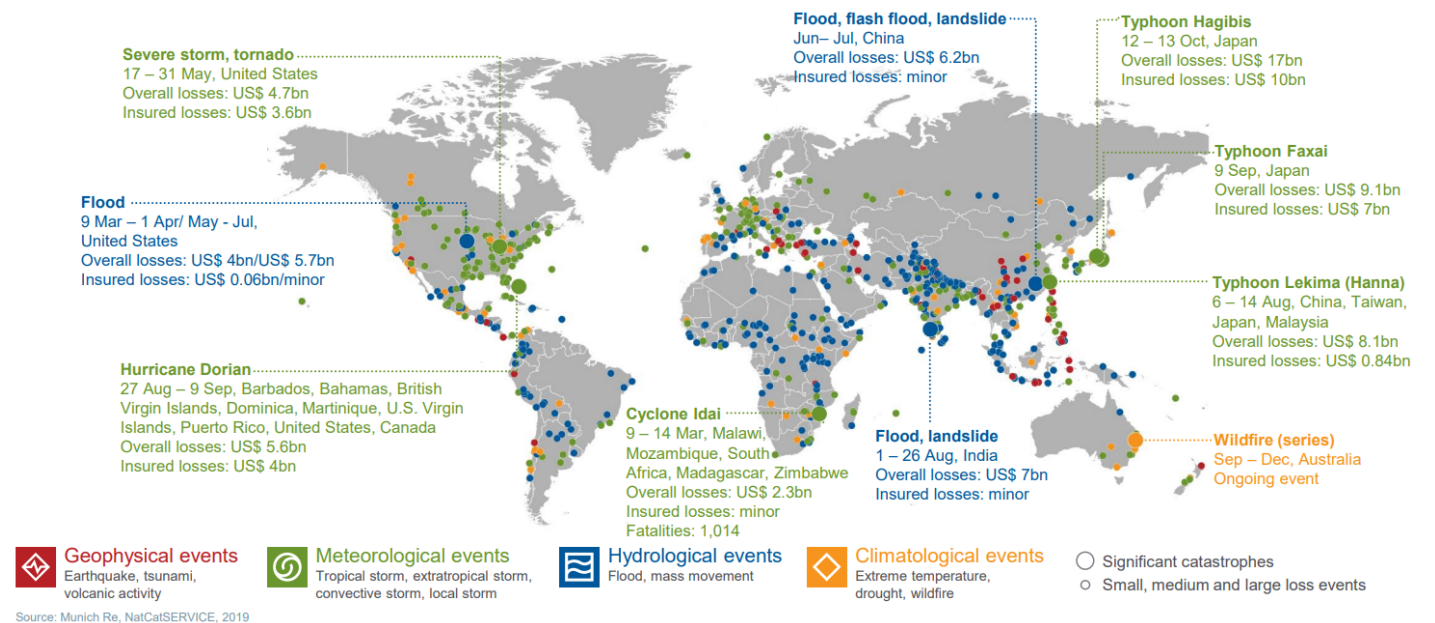 Severe storm, tornado
17 – 31 May, United States
Overall losses: US$ 4.7bn
Insured losses: US$ 3.6bn
Flood, flash flood, landslide
Jun– Jul, China
Overall losses: US$ 6.2bn
Insured losses: minor
Typhoon Hagibis
12 – 13 Oct, Japan
Overall losses: US$ 17bn
Insured losses: US$ 10bn
Flood
9 Mar – 1 Apr/ May - Jul,
United States
Overall losses: US$ 4bn/US$ 5.7bn
Insured losses: US$ 0.06bn/minor
Typhoon Faxai
9 Sep, Japan
Overall losses: US$ 9.1bn
Insured losses: US$ 7bn
Typhoon Lekima (Hanna)
6 – 14 Aug, China, Taiwan,
Japan, Malaysia
Overall losses: US$ 8.1bn
Insured losses: US$ 0.84bn
Hurricane Dorian
27 Aug – 9 Sep, Barbados, Bahamas, British
Virgin Islands, Dominica, Martinique, U.S. Virgin
Islands, Puerto Rico, United States, Canada
Overall losses: US$ 5.6bn
Insured losses: US$ 4bn
Cyclone Idai
9 – 14 Mar, Malawi,
Mozambique, South
Africa, Madagascar, Zimbabwe
Overall losses: US$ 2.3bn
Insured losses: minor
Fatalities: 1,014
Flood, landslide
1 – 26 Aug, India
Overall losses: US$ 7bn
Insured losses: minor
Wildfire (series)
Sep – Dec, Australia
Ongoing event
Geophysical events
Earthquake, tsunami,
volcanic activity
Meteorological events
Tropical storm, extratropical storm,
convective storm, local storm
Hydrological events
Flood, mass movement
Climatological events
Extreme temperature,
drought, wildfire
Significant catastrophes
Small, medium and large loss events
Source: Munich Re, NatCatSERVICE, 2019